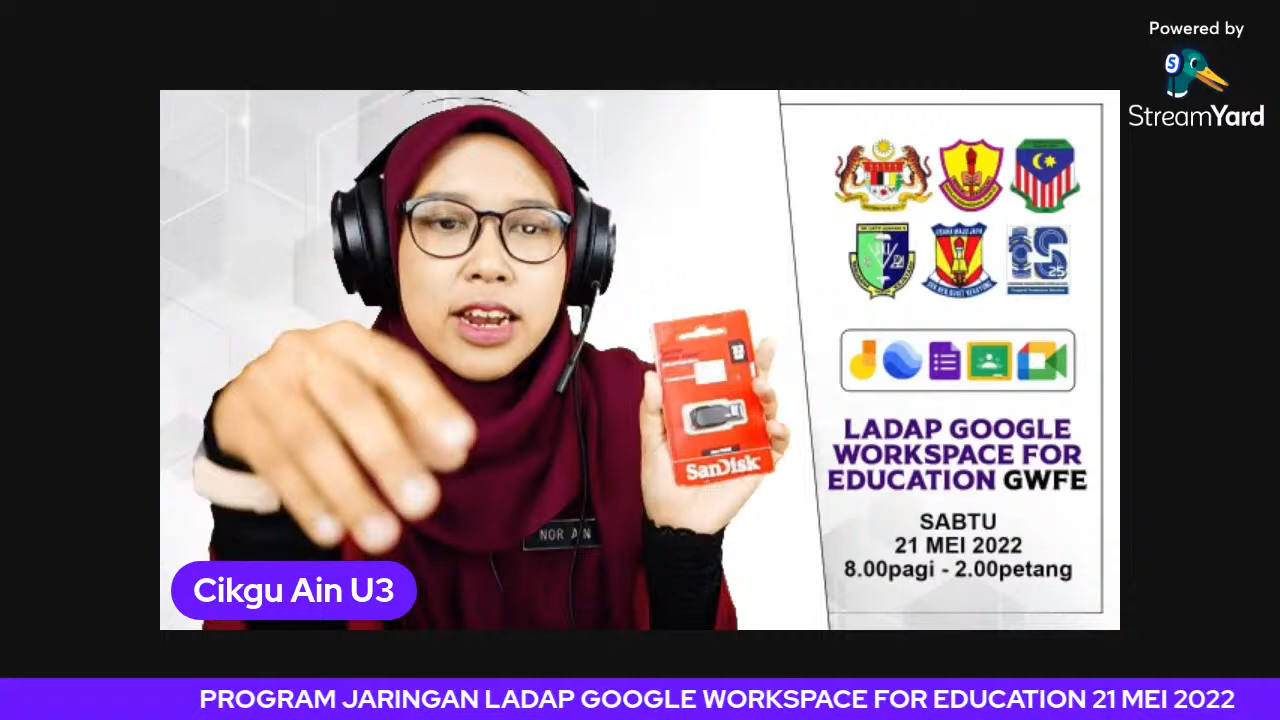 Powered by
StreamYard
SanDisk
LADAP GOOGLE
WORKSPACE FOR
EDUCATION GWFE
SABTU
21 MEI 2022
8.00pagi - 2.00petang
NOR AIN
Cikgu Ain U3
PROGRAM JARINGAN LADAP GOOGLE WORKSPACE FOR EDUCATION 21 MEI 2022